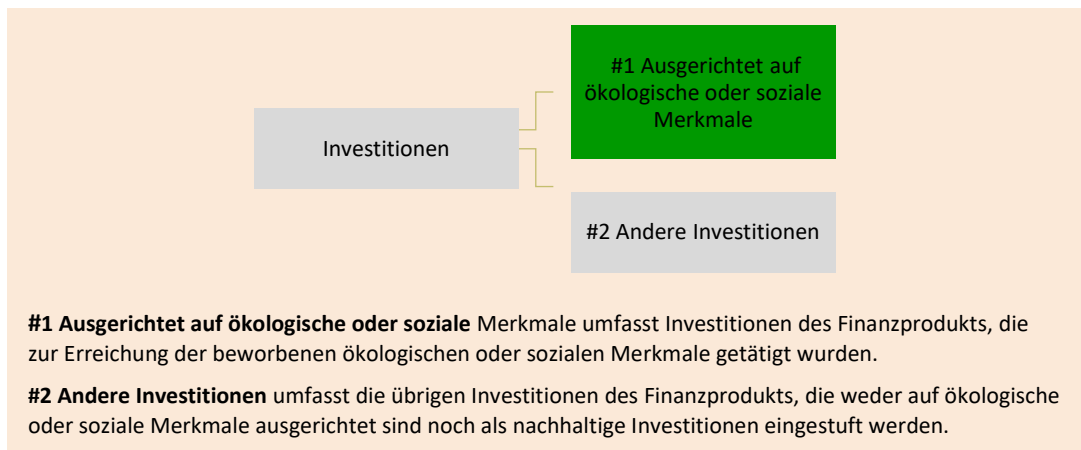 #1 Ausgerichtet auf
ökologische oder soziale
Merkmale
Investitionen
#2 Andere Investitionen
#1 Ausgerichtet auf ökologische oder soziale Merkmale umfasst Investitionen des Finanzprodukts, die
zur Erreichung der beworbenen ökologischen oder sozialen Merkmale getätigt wurden.
#2 Andere Investitionen umfasst die übrigen Investitionen des Finanzprodukts, die weder auf ökologische
oder soziale Merkmale ausgerichtet sind noch als nachhaltige Investitionen eingestuft werden.